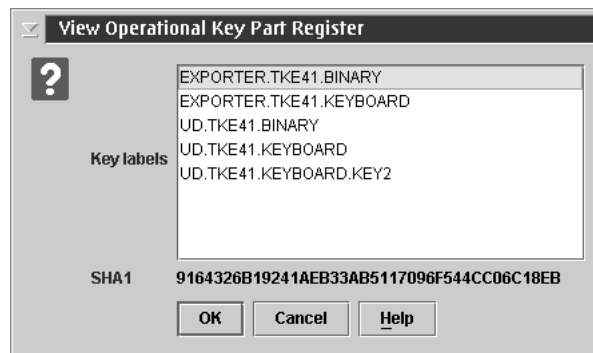 View Operational Key Part Register
?
EXPORTER.TKE41.BINARY
EXPORTER.TKE41.KEYBOARD
UD.TKE41.BINARY
UD.TKE41.KEYBOARD
UD.TKE41.KEYBOARD.KEY2
Key labels
SHA1 9164326B19241AEB33AB5117096F544CC06C18EB
OK Cancel Help